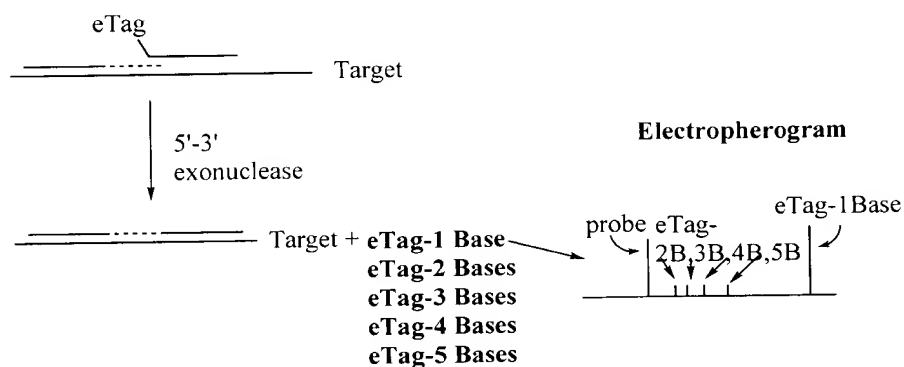 eTag
Target
5'-3'
exonuclease
Electropherogram
Target + eTag-1 Base
eTag-2 Bases
eTag-3 Bases
eTag-4 Bases
eTag-5 Bases
probe eTag-
2B,3B,4B,5B
eTag-1Base